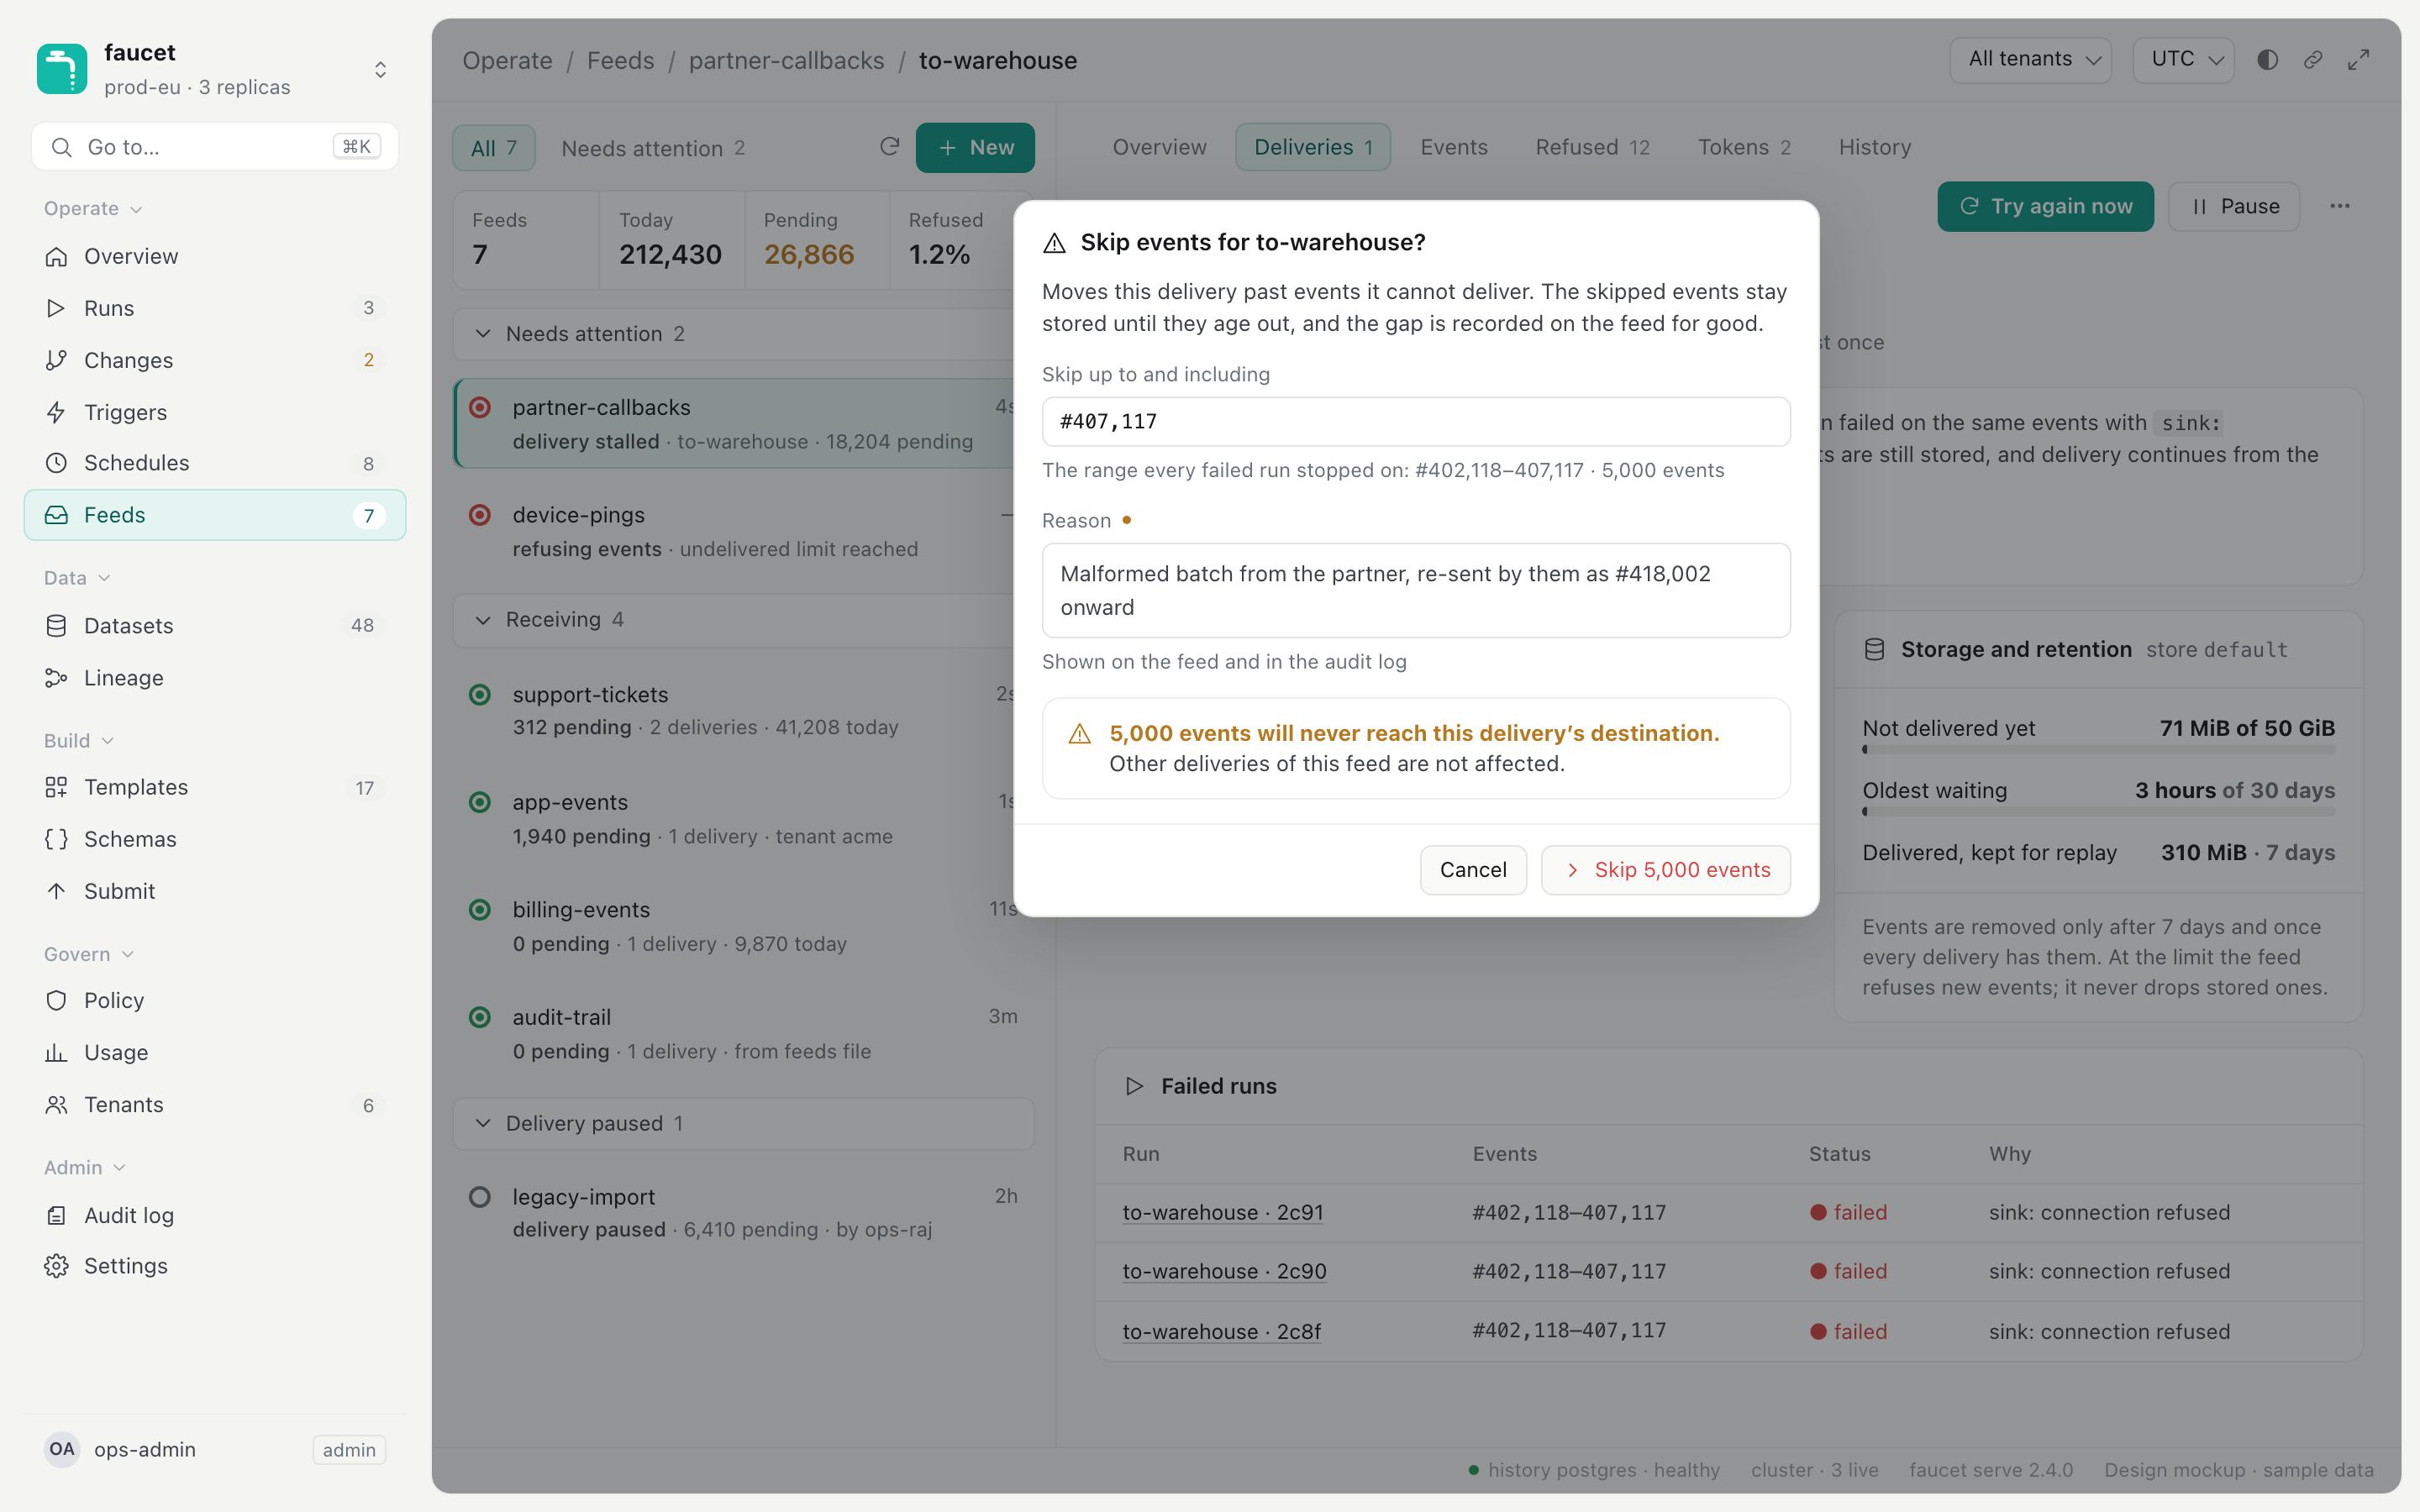 faucet
prod-eu · 3 replicas
Go to...
⌘K
Operate
Overview
Runs 3
Changes 2
Triggers
Schedules 8
Feeds 7
Data
Datasets 48
Lineage
Build
Templates 17
Schemas
Submit
Govern
Policy
Usage
Tenants 6
Admin
Audit log
Settings
OA ops-admin admin
Operate / Feeds / partner-callbacks / to-warehouse
All tenants
UTC
All 7
Needs attention 2
+ New
Feeds
7
Today
212,430
Pending
26,866
Refused
1.2%
Needs attention 2
partner-callbacks
delivery stalled · to-warehouse · 18,204 pending
device-pings
refusing events · undelivered limit reached
Receiving 4
support-tickets
312 pending · 2 deliveries · 41,208 today
app-events
1,940 pending · 1 delivery · tenant acme
billing-events 11s
0 pending · 1 delivery · 9,870 today
audit-trail 3m
0 pending · 1 delivery · from feeds file
Delivery paused 1
legacy-import 2h
delivery paused · 6,410 pending · by ops-raj
Overview
Deliveries 1
Events
Refused 12
Tokens 2
History
Try again now
Pause
once
failed on the same events with sink:
are still stored, and delivery continues from the
Skip events for to-warehouse?
Moves this delivery past events it cannot deliver. The skipped events stay
stored until they age out, and the gap is recorded on the feed for good.
Skip up to and including
#407,117
The range every failed run stopped on: #402,118–407,117 · 5,000 events
Reason
Malformed batch from the partner, re-sent by them as #418,002
onward
Shown on the feed and in the audit log
5,000 events will never reach this delivery’s destination.
Other deliveries of this feed are not affected.
Cancel
Skip 5,000 events
Storage and retention store default
Not delivered yet 71 MiB of 50 GiB
Oldest waiting 3 hours of 30 days
Delivered, kept for replay 310 MiB · 7 days
Events are removed only after 7 days and once
every delivery has them. At the limit the feed
refuses new events; it never drops stored ones.
Failed runs
Run Events Status Why
to-warehouse · 2c91 #402,118–407,117 failed sink: connection refused
to-warehouse · 2c90 #402,118–407,117 failed sink: connection refused
to-warehouse · 2c8f #402,118–407,117 failed sink: connection refused
history postgres · healthy
cluster · 3 live
faucet serve 2.4.0
Design mockup · sample data